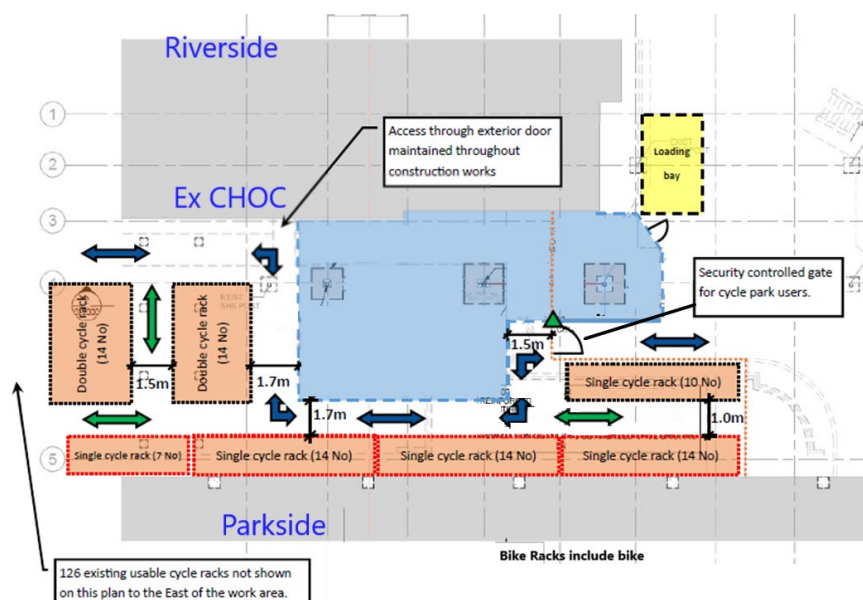 Riverside
1
Access through exterior door
maintained throughout
construction works
Loading
bay
2
Ex CHOC
3
Security controlled gate
for cycle park users.
Double cycle rack
(14 No)
Double cycle rack
(14 No)
1.5m
1.7m
1.5m
1.7m
Single cycle rack (10 No)
1.0m
5
Single cycle rack (7 No)
Single cycle rack (14 No)
Single cycle rack (14 No)
Single cycle rack (14 No)
Parkside
Bike Racks include bike
126 existing usable cycle racks not shown
on this plan to the East of the work area.